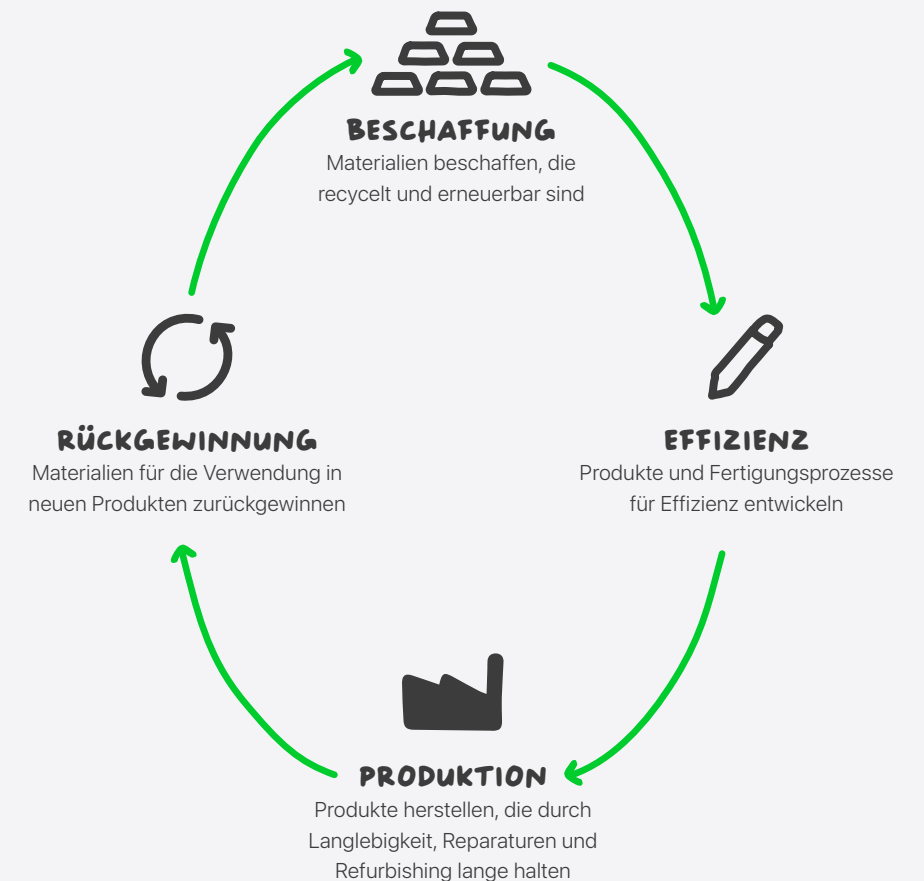 BESCHAFFUNG
Materialien beschaffen, die
recycelt und erneuerbar sind
EFFIZIENZ
Produkte und Fertigungsprozesse
für Effizienz entwickeln
PRODUKTION
Produkte herstellen, die durch
Langlebigkeit, Reparaturen und
Refurbishing lange halten
RÜCKGEWINNUNG
Materialien für die Verwendung in
neuen Produkten zurückgewinnen